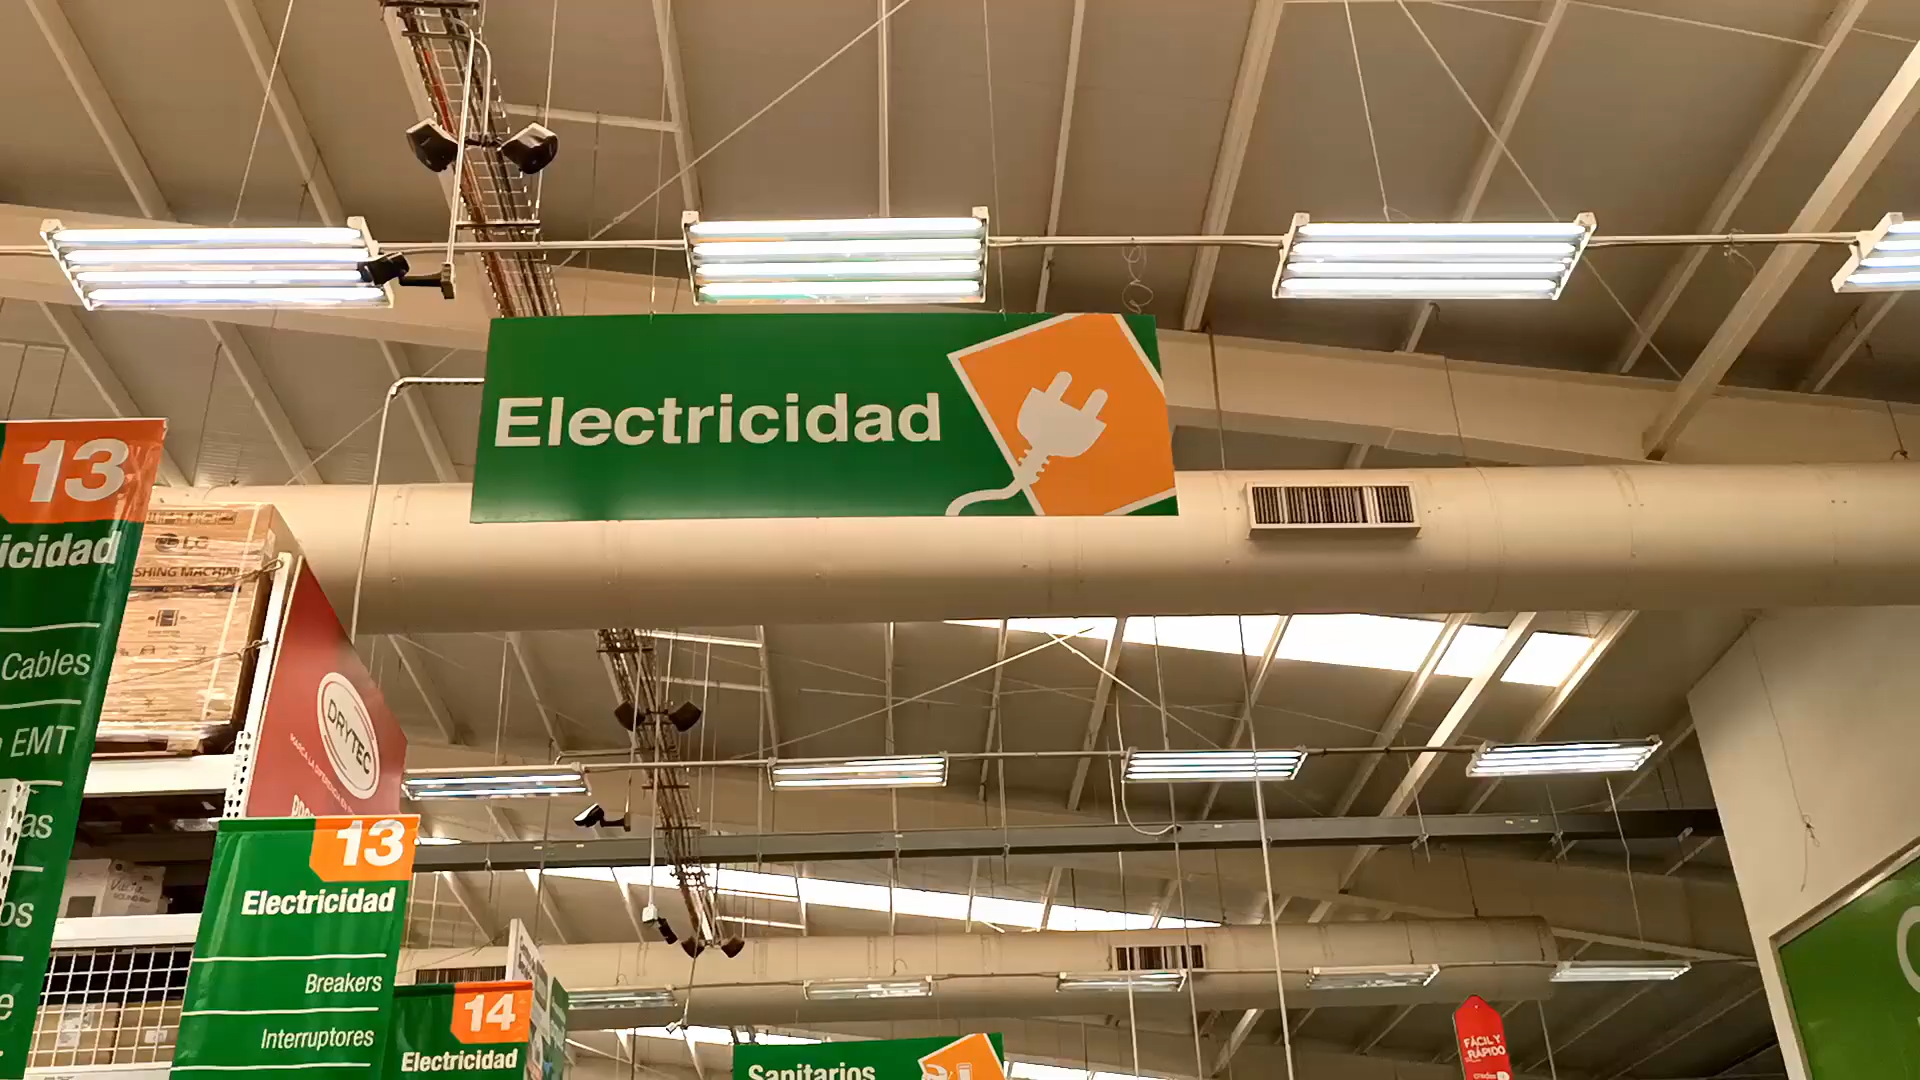 Electricidad
13
icidad
Cables
EMT
as
os
e
LG
SHING MACHIN
DRYTEC
13
Electricidad
Breakers
Interruptores
14
Electricidad
Sanitarios
FÁCIL Y
RÁPIDO